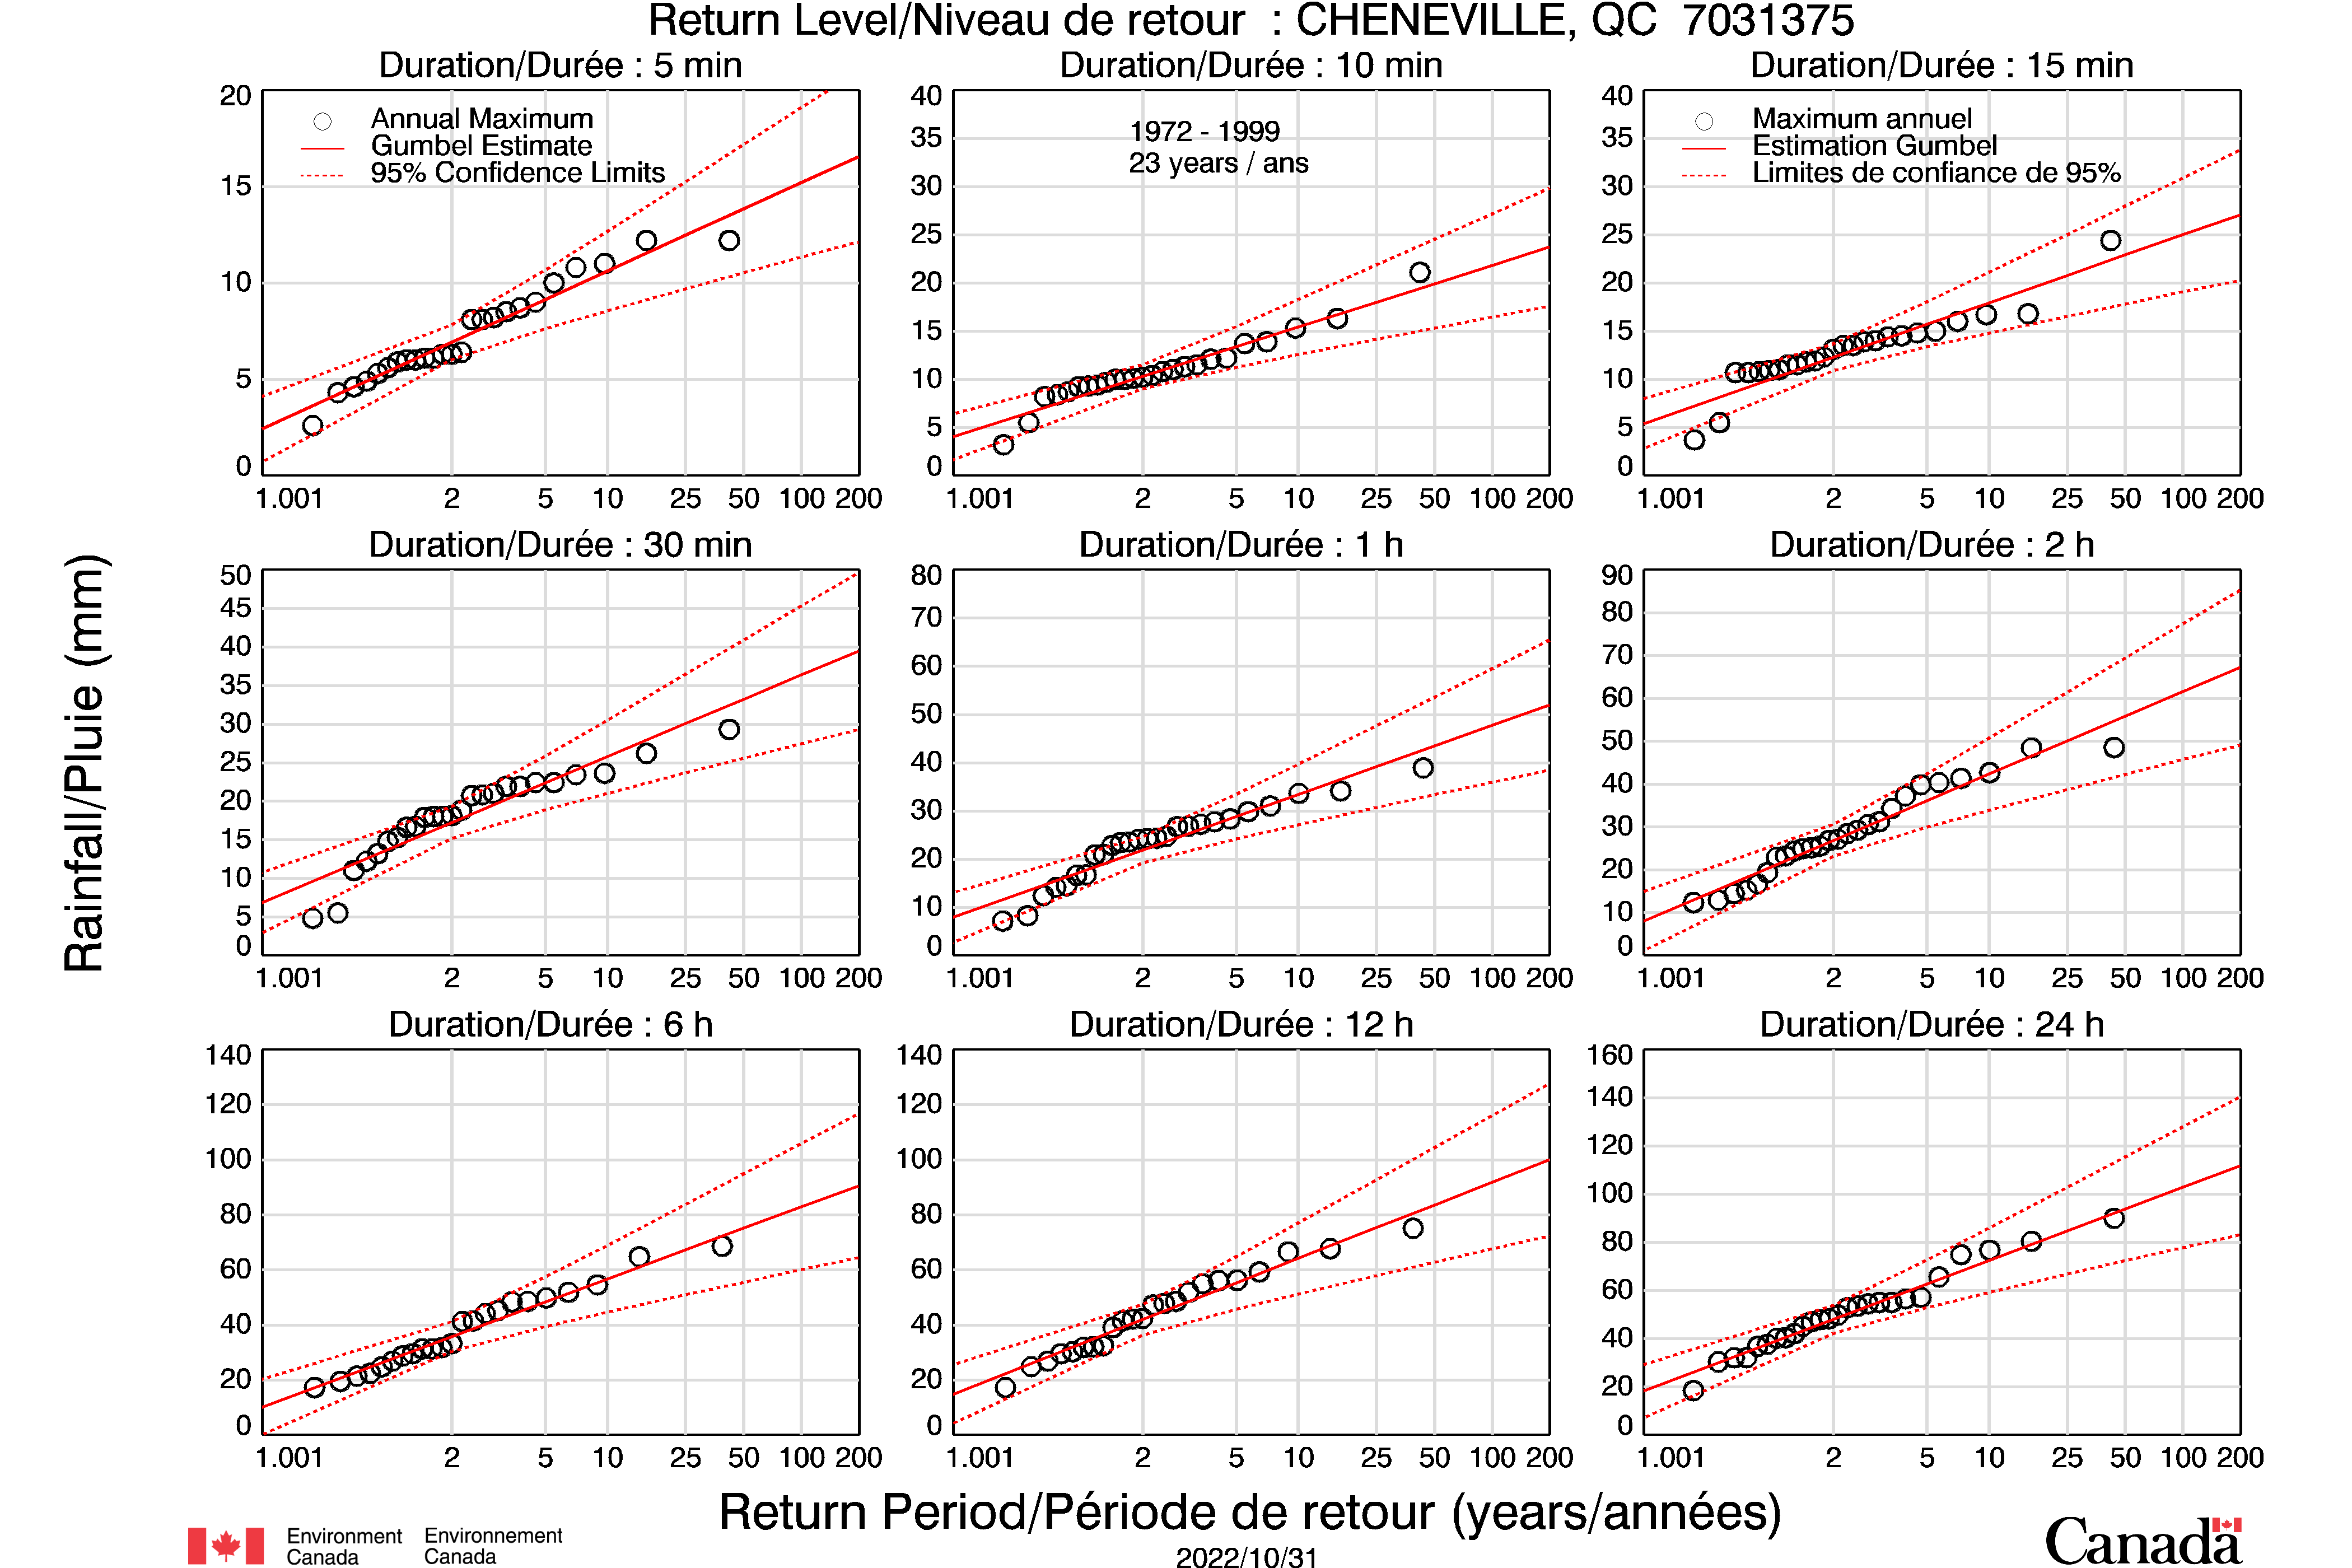 Return Level/Niveau de retour : CHENEVILLE, QC 7031375
Duration/Durée : 5 min
20
15
10
5
0
Annual Maximum
Gumbel Estimate
95% Confidence Limits
1.001 2 5 10 25 50 100 200
Duration/Durée : 10 min
40
35
30
25
20
15
10
5
0
1972 - 1999
23 years / ans
1.001 2 5 10 25 50 100 200
Duration/Durée : 15 min
40
35
30
25
20
15
10
5
0
Maximum annuel
Estimation Gumbel
Limites de confiance de 95%
1.001 2 5 10 25 50 100 200
Rainfall/Pluie (mm)
Duration/Durée : 30 min
50
45
40
35
30
25
20
15
10
5
0
1.001 2 5 10 25 50 100 200
Duration/Durée : 1 h
80
70
60
50
40
30
20
10
0
1.001 2 5 10 25 50 100 200
Duration/Durée : 2 h
90
80
70
60
50
40
30
20
10
0
1.001 2 5 10 25 50 100 200
Duration/Durée : 6 h
140
120
100
80
60
40
20
0
1.001 2 5 10 25 50 100 200
Duration/Durée : 12 h
140
120
100
80
60
40
20
0
1.001 2 5 10 25 50 100 200
Duration/Durée : 24 h
160
140
120
100
80
60
40
20
0
1.001 2 5 10 25 50 100 200
Return Period/Période de retour (years/années)
Environment Canada
Environnement Canada
2022/10/31
Canada